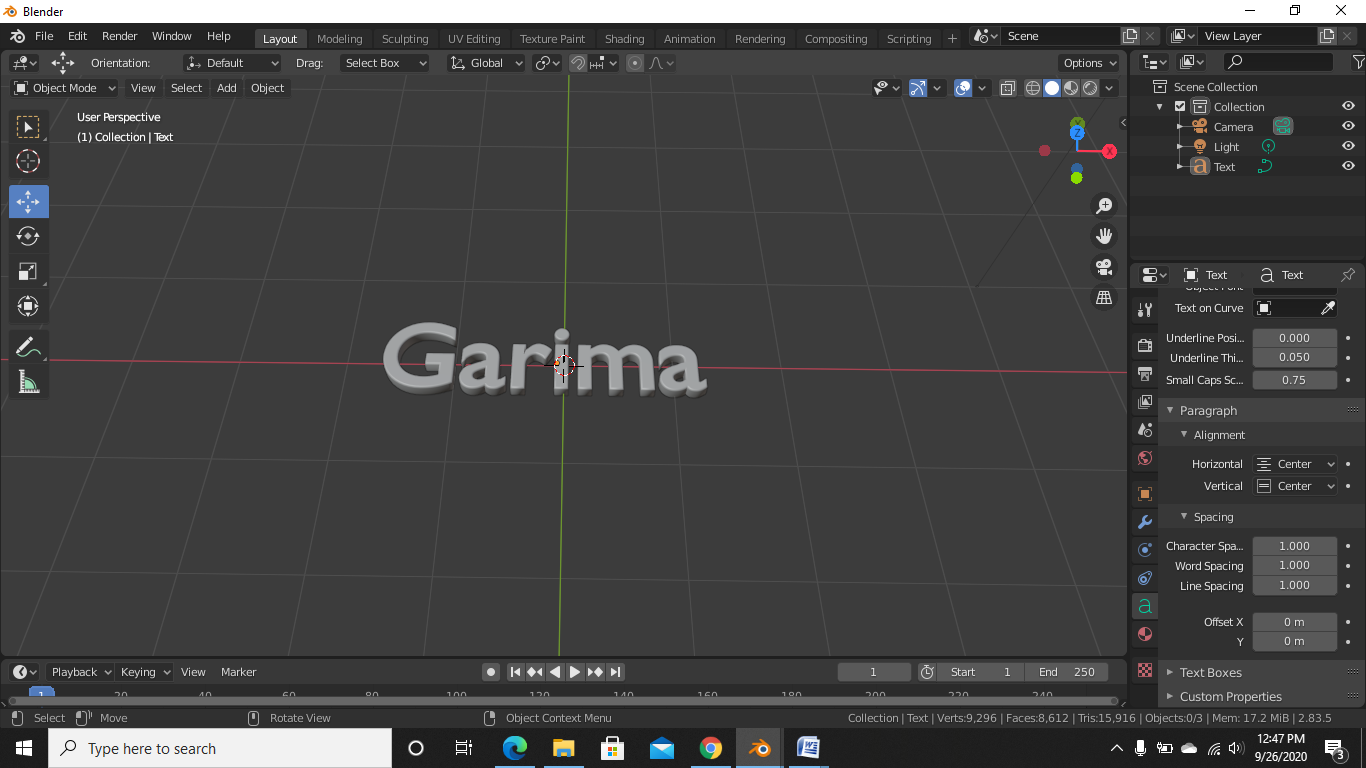 Blender
File Edit Render Window Help Layout Modeling Sculpting UV Editing Texture Paint Shading Animation Rendering Compositing Scripting + Scene View Layer
Orientation: Default Drag: Select Box Global Options
Object Mode View Select Add Object
User Perspective
(1) Collection | Text
Z
X
Garima
Scene Collection
Collection
Camera
Light
Text
Text Text
Text on Curve
Underline Posi... 0.000
Underline Thi... 0.050
Small Caps Sc... 0.75
Paragraph
Alignment
Horizontal Center
Vertical Center
Spacing
Character Spa... 1.000
Word Spacing 1.000
Line Spacing 1.000
Offset X 0 m
Y 0 m
Text Boxes
Custom Properties
Playback Keying View Marker 1 Start 1 End 250
1 20 40 60 80 100 120 140 160 180 200 220 240
Select Move Rotate View Object Context Menu Collection | Text | Verts:9,296 | Faces:8,612 | Tris:15,916 | Objects:0/3 | Mem: 17.2 MiB | 2.83.5
Type here to search
12:47 PM
9/26/2020
3